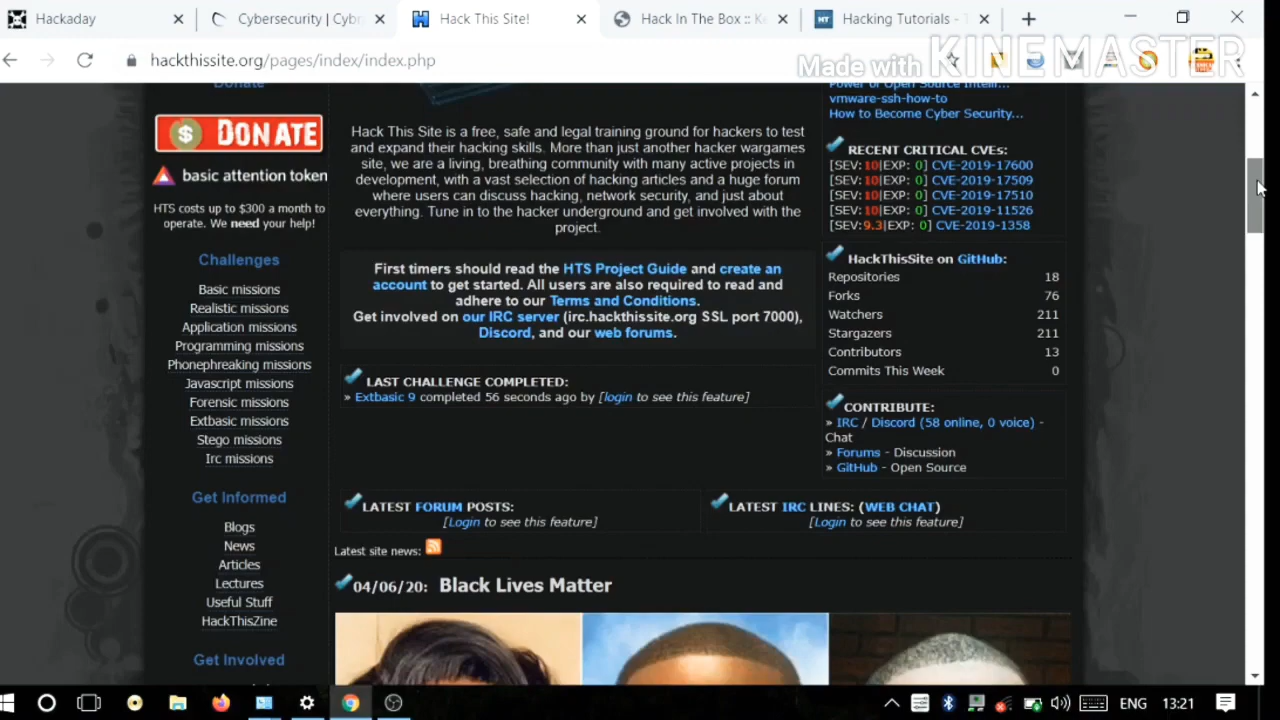 Hackaday
Cybersecurity | Cybr
Hack This Site!
Hack In The Box :: Ke
Hacking Tutorials - T
hackthissite.org/pages/index/index.php
Made with KINEMASTER
Donate
DONATE
basic attention token
HTS costs up to $300 a month to
operate. We need your help!
Challenges
Basic missions
Realistic missions
Application missions
Programming missions
Phonephreaking missions
Javascript missions
Forensic missions
Extbasic missions
Stego missions
Irc missions
Get Informed
Blogs
News
Articles
Lectures
Useful Stuff
HackThisZine
Get Involved
Hack This Site is a free, safe and legal training ground for hackers to test
and expand their hacking skills. More than just another hacker wargames
site, we are a living, breathing community with many active projects in
development, with a vast selection of hacking articles and a huge forum
where users can discuss hacking, network security, and just about
everything. Tune in to the hacker underground and get involved with the
project.
First timers should read the HTS Project Guide and create an
account to get started. All users are also required to read and
adhere to our Terms and Conditions.
Get involved on our IRC server (irc.hackthissite.org SSL port 7000),
Discord, and our web forums.
LAST CHALLENGE COMPLETED:
» Extbasic 9 completed 56 seconds ago by [login to see this feature]
LATEST FORUM POSTS:
[Login to see this feature]
LATEST IRC LINES: (WEB CHAT)
[Login to see this feature]
Latest site news:
04/06/20: Black Lives Matter
Power of Open Source Intelli...
vmware-ssh-how-to
How to Become Cyber Security...
RECENT CRITICAL CVEs:
[SEV:10|EXP: 0] CVE-2019-17600
[SEV:10|EXP: 0] CVE-2019-17509
[SEV:10|EXP: 0] CVE-2019-17510
[SEV:10|EXP: 0] CVE-2019-11526
[SEV:9.3|EXP: 0] CVE-2019-1358
HackThisSite on GitHub:
Repositories 18
Forks 76
Watchers 211
Stargazers 211
Contributors 13
Commits This Week 0
CONTRIBUTE:
» IRC / Discord (58 online, 0 voice) -
Chat
» Forums - Discussion
» GitHub - Open Source
ENG
13:21